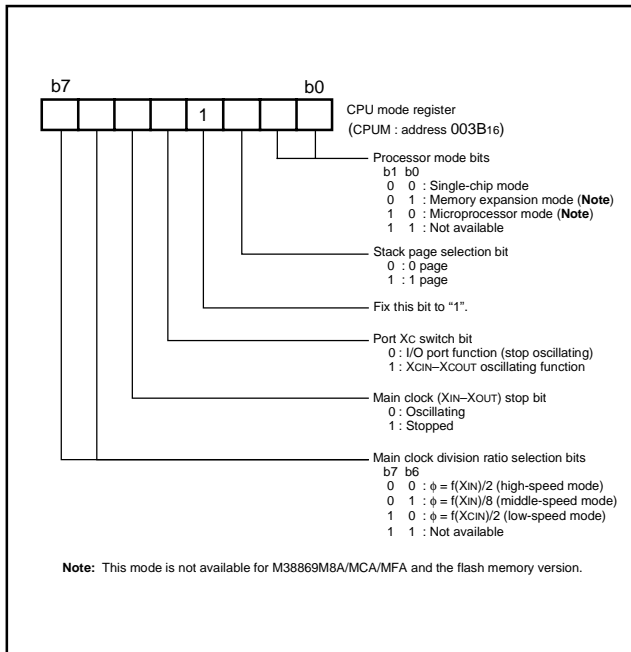 b7 b0
1
CPU mode register
(CPUM : address 003B16)
Processor mode bits
b1 b0
0 0 : Single-chip mode
0 1 : Memory expansion mode (Note)
1 0 : Microprocessor mode (Note)
1 1 : Not available
Stack page selection bit
0 : 0 page
1 : 1 page
Fix this bit to “1”.
Port XC switch bit
0 : I/O port function (stop oscillating)
1 : XCIN–XCOUT oscillating function
Main clock (XIN–XOUT) stop bit
0 : Oscillating
1 : Stopped
Main clock division ratio selection bits
b7 b6
0 0 : φ = f(XIN)/2 (high-speed mode)
0 1 : φ = f(XIN)/8 (middle-speed mode)
1 0 : φ = f(XCIN)/2 (low-speed mode)
1 1 : Not available
Note: This mode is not available for M38869M8A/MCA/MFA and the flash memory version.